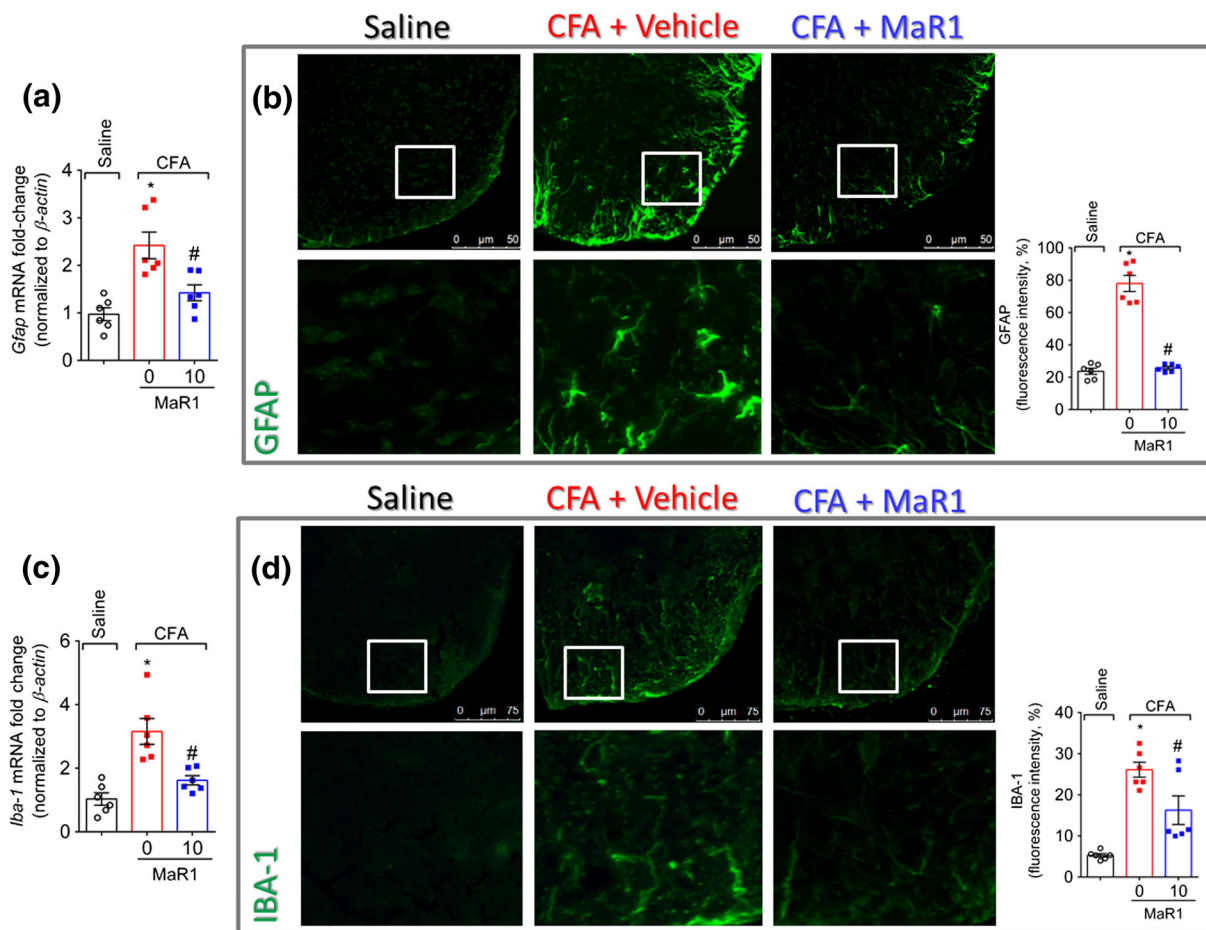 Saline CFA + Vehicle CFA + MaR1
(a)
Saline
CFA
Gfap mRNA fold-change
(normalized to β-actin)
4
3
2
1
0
*
#
0 10
MaR1
(b)
0 µm 50
0 µm 50
0 µm 50
GFAP
Saline
CFA
GFAP
(fluorescence intensity, %)
100
80
60
40
20
0
*
#
0 10
MaR1
Saline CFA + Vehicle CFA + MaR1
(c)
Saline
CFA
Iba-1 mRNA fold change
(normalized to β-actin)
6
4
2
0
*
#
0 10
MaR1
(d)
0 µm 75
0 µm 75
0 µm 75
IBA-1
Saline
CFA
IBA-1
(fluorescence intensity, %)
40
30
20
10
0
*
#
0 10
MaR1